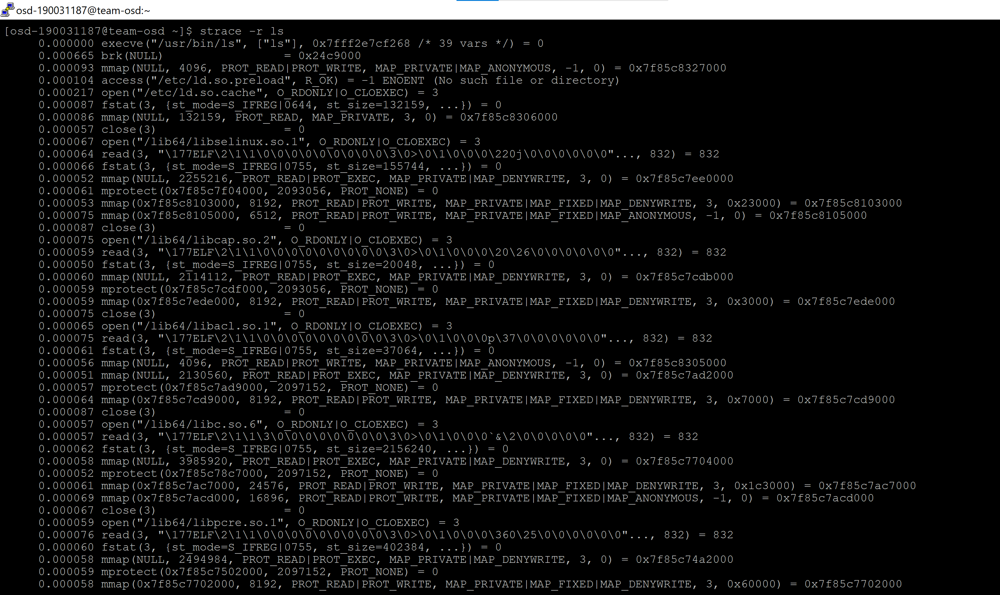 osd-190031187@team-osd:~
[osd-190031187@team-osd ~]$ strace -r ls
     0.000000 execve("/usr/bin/ls", ["ls"], 0x7fff2e7cf268 /* 39 vars */) = 0
     0.000665 brk(NULL)                 = 0x24c9000
     0.000093 mmap(NULL, 4096, PROT_READ|PROT_WRITE, MAP_PRIVATE|MAP_ANONYMOUS, -1, 0) = 0x7f85c8327000
     0.000104 access("/etc/ld.so.preload", R_OK) = -1 ENOENT (No such file or directory)
     0.000217 open("/etc/ld.so.cache", O_RDONLY|O_CLOEXEC) = 3
     0.000087 fstat(3, {st_mode=S_IFREG|0644, st_size=132159, ...}) = 0
     0.000086 mmap(NULL, 132159, PROT_READ, MAP_PRIVATE, 3, 0) = 0x7f85c8306000
     0.000057 close(3)                  = 0
     0.000067 open("/lib64/libselinux.so.1", O_RDONLY|O_CLOEXEC) = 3
     0.000064 read(3, "\177ELF\2\1\1\0\0\0\0\0\0\0\0\0\3\0>\0\1\0\0\0\220j\0\0\0\0\0\0"..., 832) = 832
     0.000066 fstat(3, {st_mode=S_IFREG|0755, st_size=155744, ...}) = 0
     0.000052 mmap(NULL, 2255216, PROT_READ|PROT_EXEC, MAP_PRIVATE|MAP_DENYWRITE, 3, 0) = 0x7f85c7ee0000
     0.000061 mprotect(0x7f85c7f04000, 2093056, PROT_NONE) = 0
     0.000053 mmap(0x7f85c8103000, 8192, PROT_READ|PROT_WRITE, MAP_PRIVATE|MAP_FIXED|MAP_DENYWRITE, 3, 0x23000) = 0x7f85c8103000
     0.000075 mmap(0x7f85c8105000, 6512, PROT_READ|PROT_WRITE, MAP_PRIVATE|MAP_FIXED|MAP_ANONYMOUS, -1, 0) = 0x7f85c8105000
     0.000087 close(3)                  = 0
     0.000075 open("/lib64/libcap.so.2", O_RDONLY|O_CLOEXEC) = 3
     0.000059 read(3, "\177ELF\2\1\1\0\0\0\0\0\0\0\0\0\3\0>\0\1\0\0\0\20\26\0\0\0\0\0\0"..., 832) = 832
     0.000050 fstat(3, {st_mode=S_IFREG|0755, st_size=20048, ...}) = 0
     0.000060 mmap(NULL, 2114112, PROT_READ|PROT_EXEC, MAP_PRIVATE|MAP_DENYWRITE, 3, 0) = 0x7f85c7cdb000
     0.000059 mprotect(0x7f85c7cdf000, 2093056, PROT_NONE) = 0
     0.000059 mmap(0x7f85c7ede000, 8192, PROT_READ|PROT_WRITE, MAP_PRIVATE|MAP_FIXED|MAP_DENYWRITE, 3, 0x3000) = 0x7f85c7ede000
     0.000075 close(3)                  = 0
     0.000065 open("/lib64/libacl.so.1", O_RDONLY|O_CLOEXEC) = 3
     0.000075 read(3, "\177ELF\2\1\1\0\0\0\0\0\0\0\0\0\3\0>\0\1\0\0\0p\37\0\0\0\0\0\0"..., 832) = 832
     0.000061 fstat(3, {st_mode=S_IFREG|0755, st_size=37064, ...}) = 0
     0.000056 mmap(NULL, 4096, PROT_READ|PROT_WRITE, MAP_PRIVATE|MAP_ANONYMOUS, -1, 0) = 0x7f85c8305000
     0.000051 mmap(NULL, 2130560, PROT_READ|PROT_EXEC, MAP_PRIVATE|MAP_DENYWRITE, 3, 0) = 0x7f85c7ad2000
     0.000057 mprotect(0x7f85c7ad9000, 2097152, PROT_NONE) = 0
     0.000064 mmap(0x7f85c7cd9000, 8192, PROT_READ|PROT_WRITE, MAP_PRIVATE|MAP_FIXED|MAP_DENYWRITE, 3, 0x7000) = 0x7f85c7cd9000
     0.000087 close(3)                  = 0
     0.000057 open("/lib64/libc.so.6", O_RDONLY|O_CLOEXEC) = 3
     0.000057 read(3, "\177ELF\2\1\1\3\0\0\0\0\0\0\0\0\3\0>\0\1\0\0\0`&\2\0\0\0\0\0"..., 832) = 832
     0.000062 fstat(3, {st_mode=S_IFREG|0755, st_size=2156240, ...}) = 0
     0.000058 mmap(NULL, 3985920, PROT_READ|PROT_EXEC, MAP_PRIVATE|MAP_DENYWRITE, 3, 0) = 0x7f85c7704000
     0.000052 mprotect(0x7f85c78c7000, 2097152, PROT_NONE) = 0
     0.000061 mmap(0x7f85c7ac7000, 24576, PROT_READ|PROT_WRITE, MAP_PRIVATE|MAP_FIXED|MAP_DENYWRITE, 3, 0x1c3000) = 0x7f85c7ac7000
     0.000069 mmap(0x7f85c7acd000, 16896, PROT_READ|PROT_WRITE, MAP_PRIVATE|MAP_FIXED|MAP_ANONYMOUS, -1, 0) = 0x7f85c7acd000
     0.000067 close(3)                  = 0
     0.000059 open("/lib64/libpcre.so.1", O_RDONLY|O_CLOEXEC) = 3
     0.000076 read(3, "\177ELF\2\1\1\0\0\0\0\0\0\0\0\0\3\0>\0\1\0\0\0\360\25\0\0\0\0\0\0"..., 832) = 832
     0.000060 fstat(3, {st_mode=S_IFREG|0755, st_size=402384, ...}) = 0
     0.000058 mmap(NULL, 2494984, PROT_READ|PROT_EXEC, MAP_PRIVATE|MAP_DENYWRITE, 3, 0) = 0x7f85c74a2000
     0.000059 mprotect(0x7f85c7502000, 2097152, PROT_NONE) = 0
     0.000058 mmap(0x7f85c7702000, 8192, PROT_READ|PROT_WRITE, MAP_PRIVATE|MAP_FIXED|MAP_DENYWRITE, 3, 0x60000) = 0x7f85c7702000